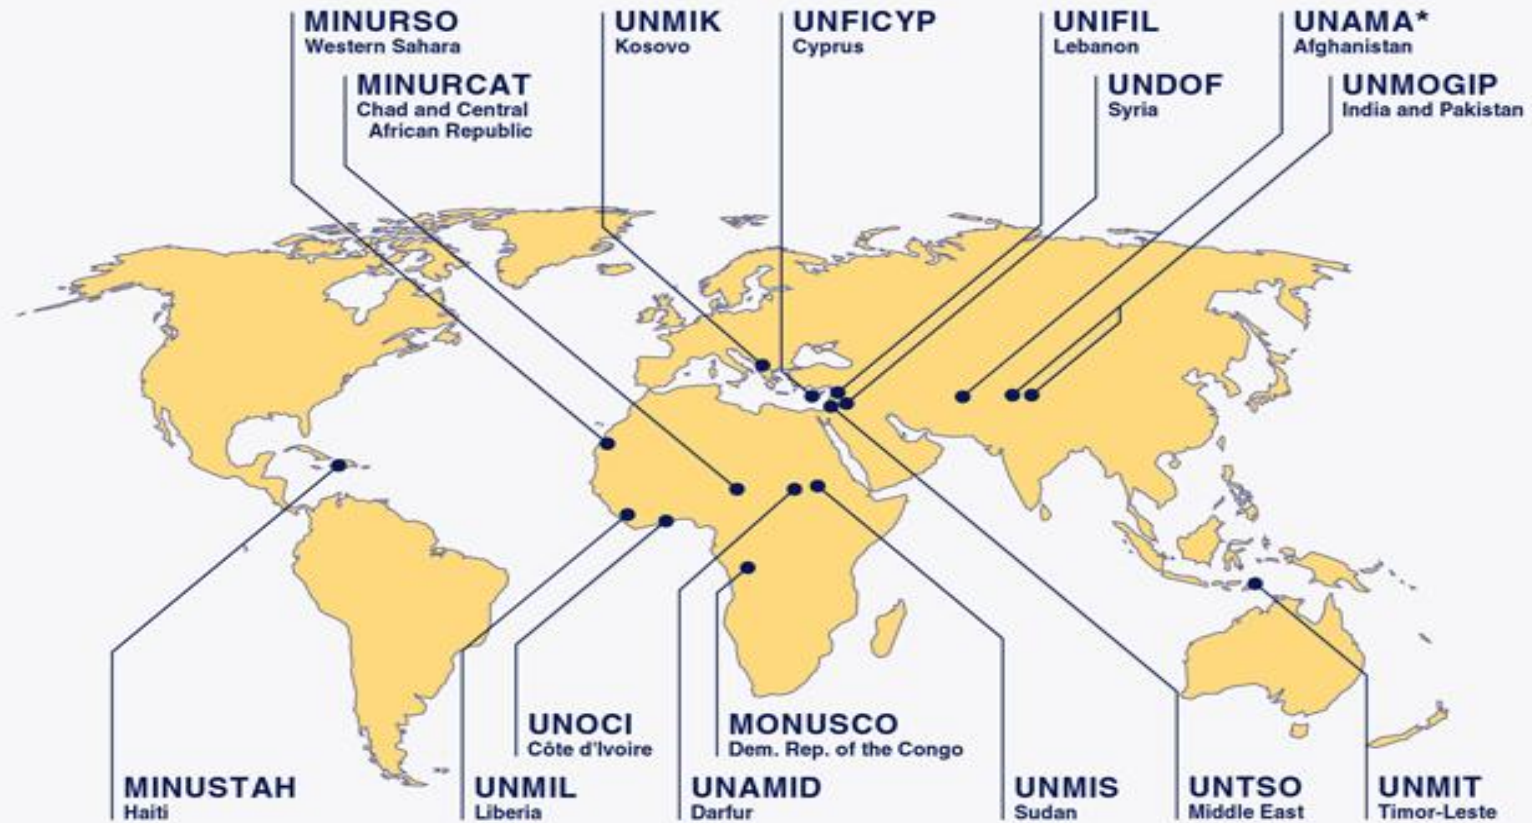 MINURSO
Western Sahara
MINURCAT
Chad and Central
African Republic
UNMIK
Kosovo
UNFICYP
Cyprus
UNIFIL
Lebanon
UNDOF
Syria
UNAMA*
Afghanistan
UNMOGIP
India and Pakistan
MINUSTAH
Haiti
UNMIL
Liberia
UNOCI
Côte d'Ivoire
UNAMID
Darfur
MONUSCO
Dem. Rep. of the Congo
UNMIS
Sudan
UNTSO
Middle East
UNMIT
Timor-Leste